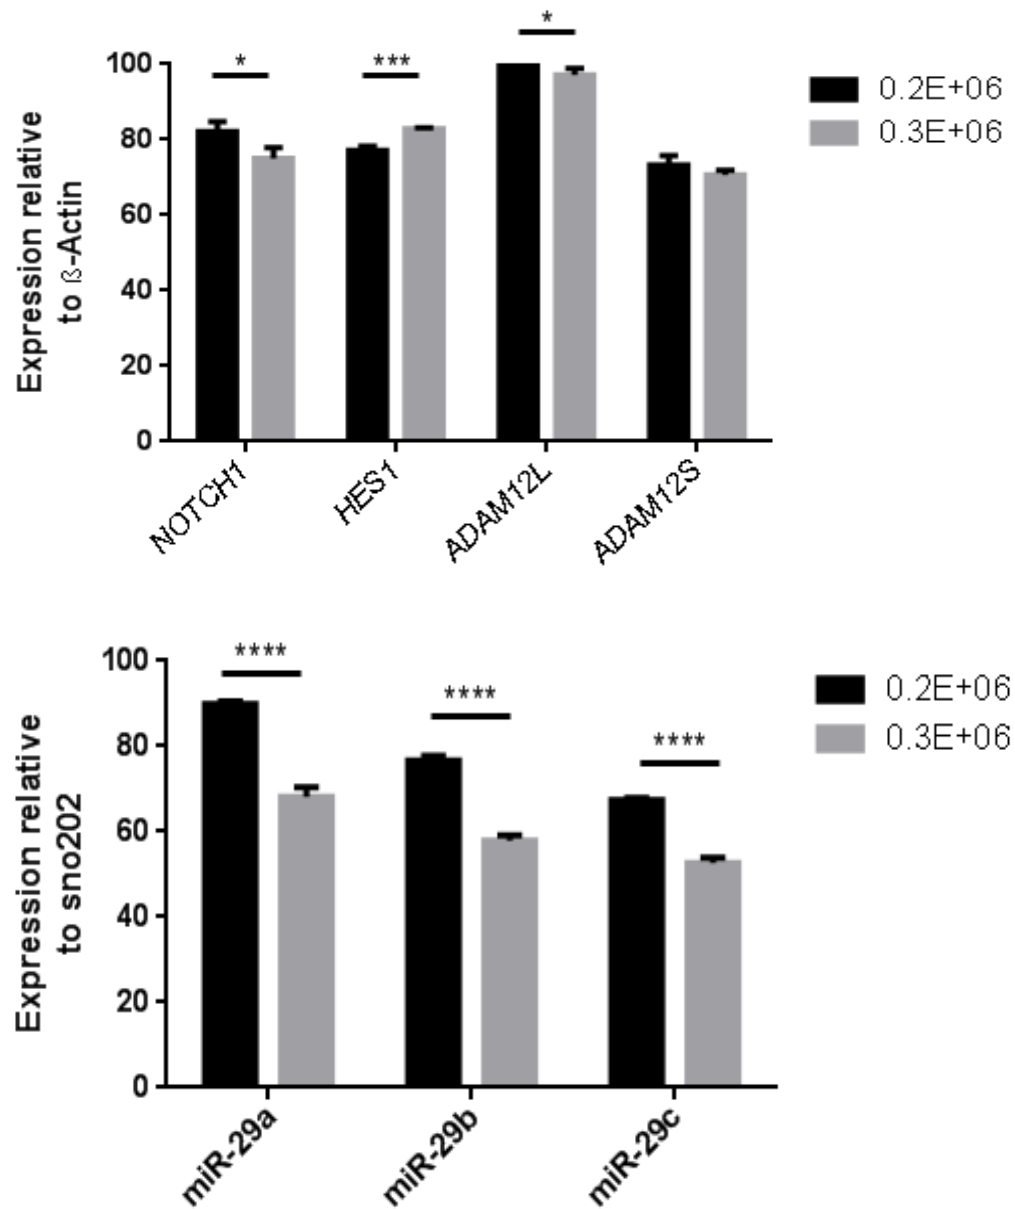 * *** *
100
80
60
40
20
0
Expression relative
to ß-Actin
0.2E+06
0.3E+06
NOTCH1 HES1 ADAM12L ADAM12S
**** **** ****
100
80
60
40
20
0
Expression relative
to sno202
0.2E+06
0.3E+06
miR-29a miR-29b miR-29c